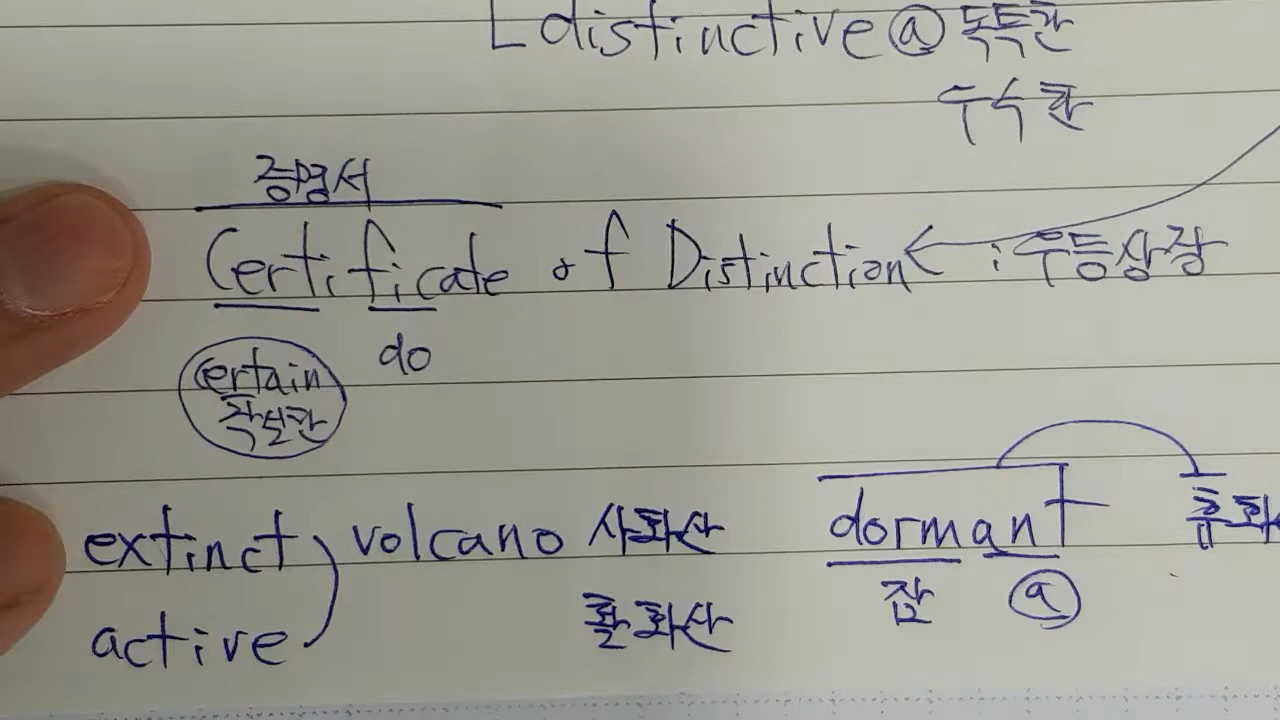 distinctive ⓐ 독특한
우수한
증명서
Certificate of Distinction ← : 우등상장
do
certain
확실한
extinct volcano 사화산 dormant 휴화
잠 ⓐ
active 활화산